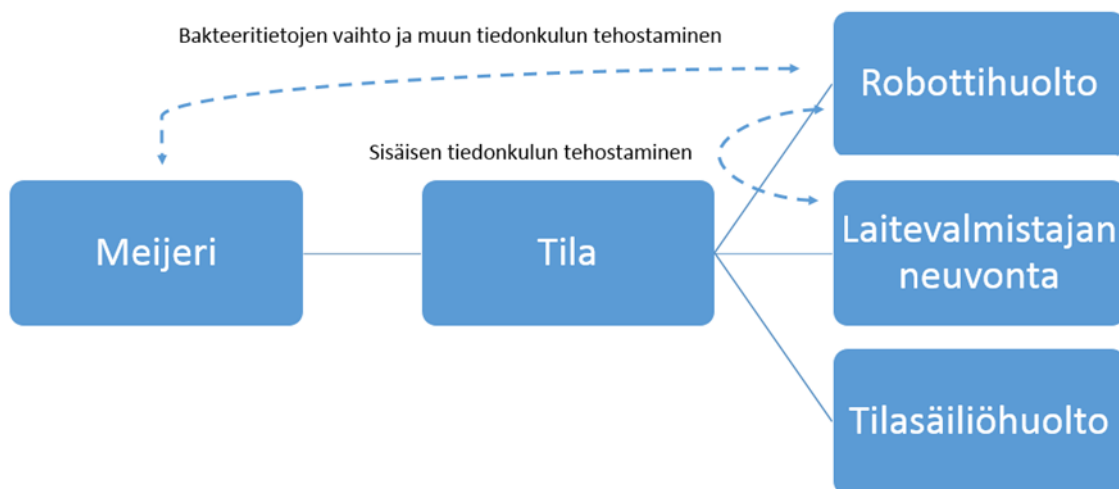 Bakteeritietojen vaihto ja muun tiedonkulun tehostaminen
Robottihuolto
Sisäisen tiedonkulun tehostaminen
Meijeri
Tila
Laitevalmistajan
neuvonta
Tilasäiliöhuolto